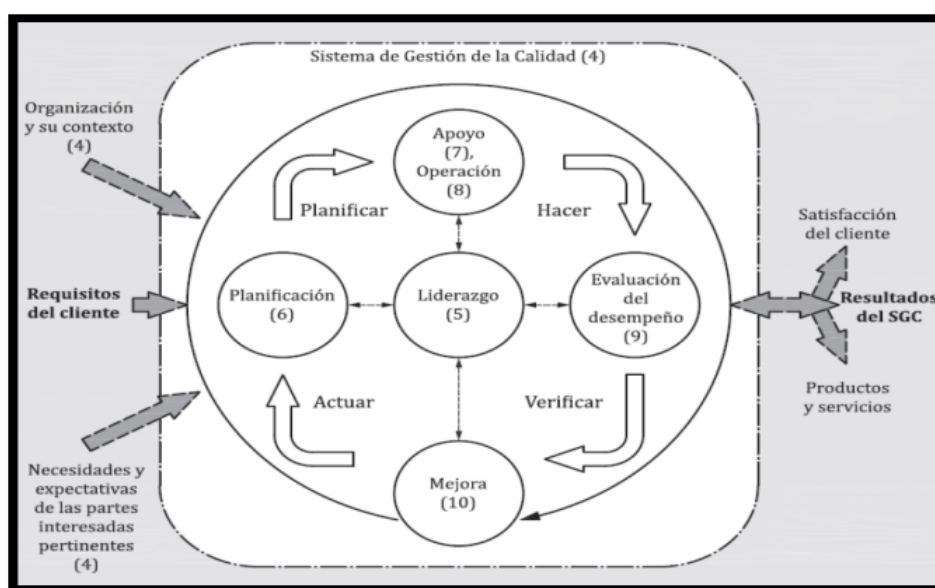 Sistema de Gestión de la Calidad (4)
Organización
y su contexto
(4)
Apoyo
(7),
Operación
(8)
Planificar
Hacer
Satisfacción
del cliente
Requisitos
del cliente
Planificación
(6)
Liderazgo
(5)
Evaluación
del
desempeño
(9)
Resultados
del SGC
Actuar
Verificar
Productos
y servicios
Necesidades y
expectativas
de las partes
interesadas
pertinentes
(4)
Mejora
(10)